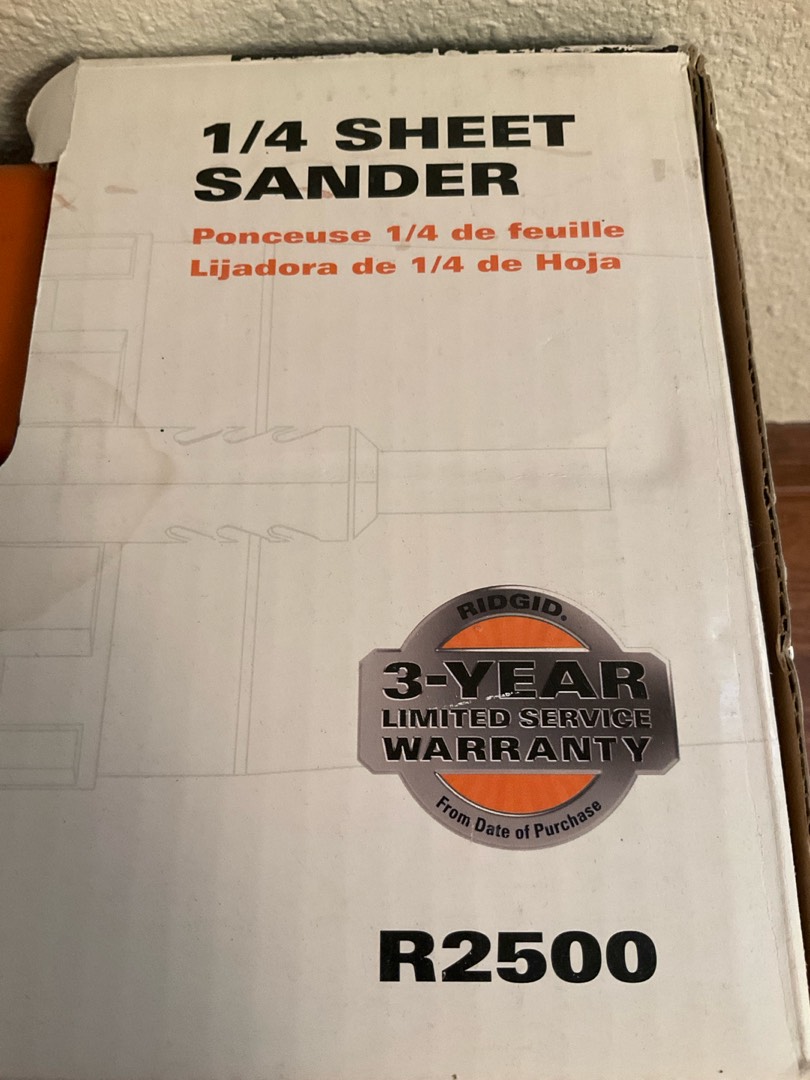 1/4 SHEET
SANDER
Ponceuse 1/4 de feuille
Lijadora de 1/4 de Hoja
RIDGID.
3-YEAR
LIMITED SERVICE
WARRANTY
From Date of Purchase
R2500